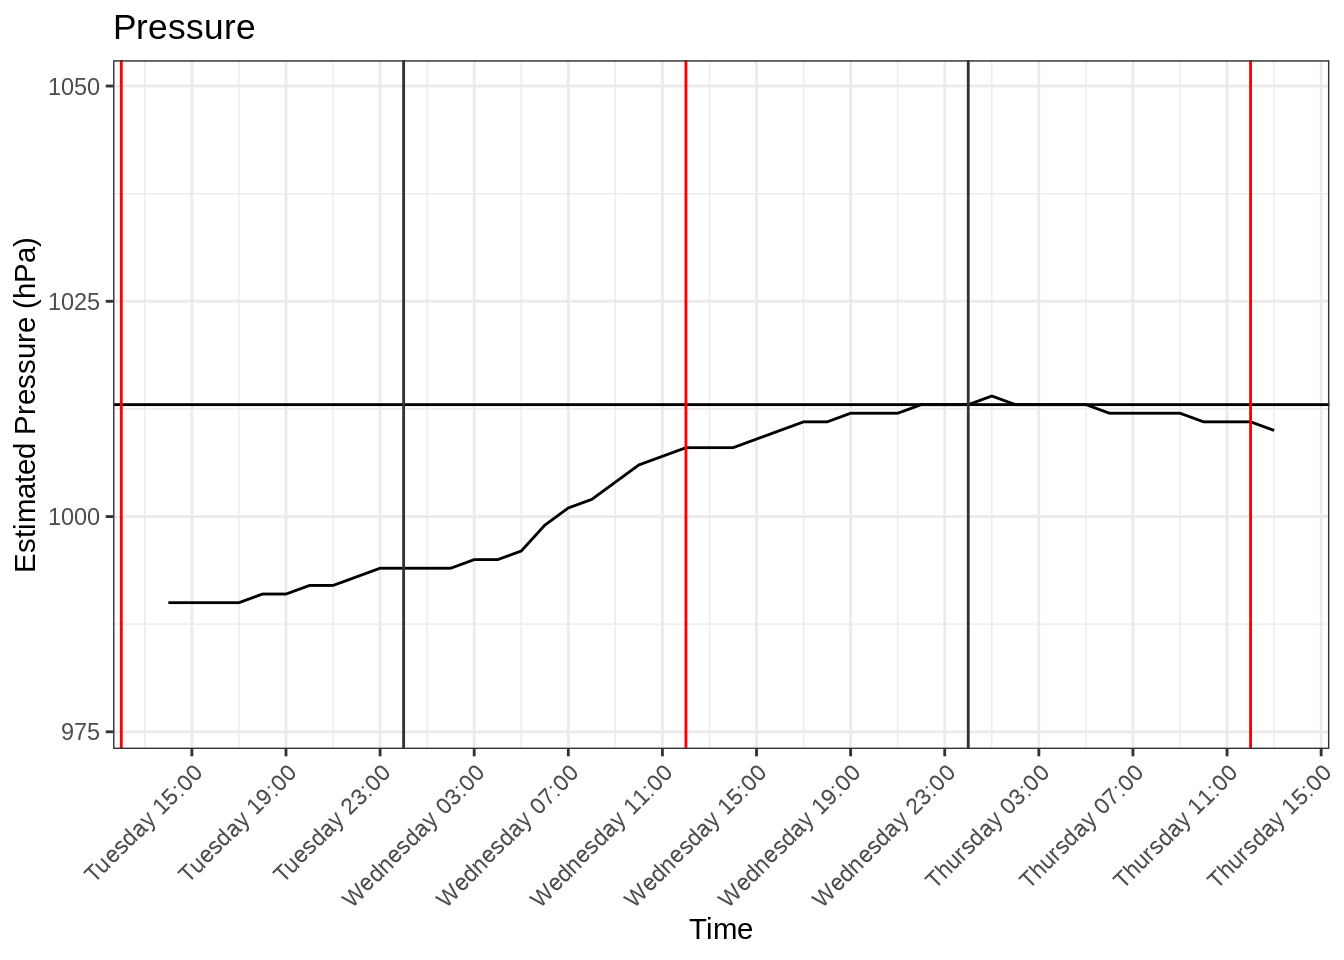 Pressure
Estimated Pressure (hPa)
1050
1025
1000
975
Tuesday 15:00
Tuesday 19:00
Tuesday 23:00
Wednesday 03:00
Wednesday 07:00
Wednesday 11:00
Wednesday 15:00
Wednesday 19:00
Wednesday 23:00
Thursday 03:00
Thursday 07:00
Thursday 11:00
Thursday 15:00
Time